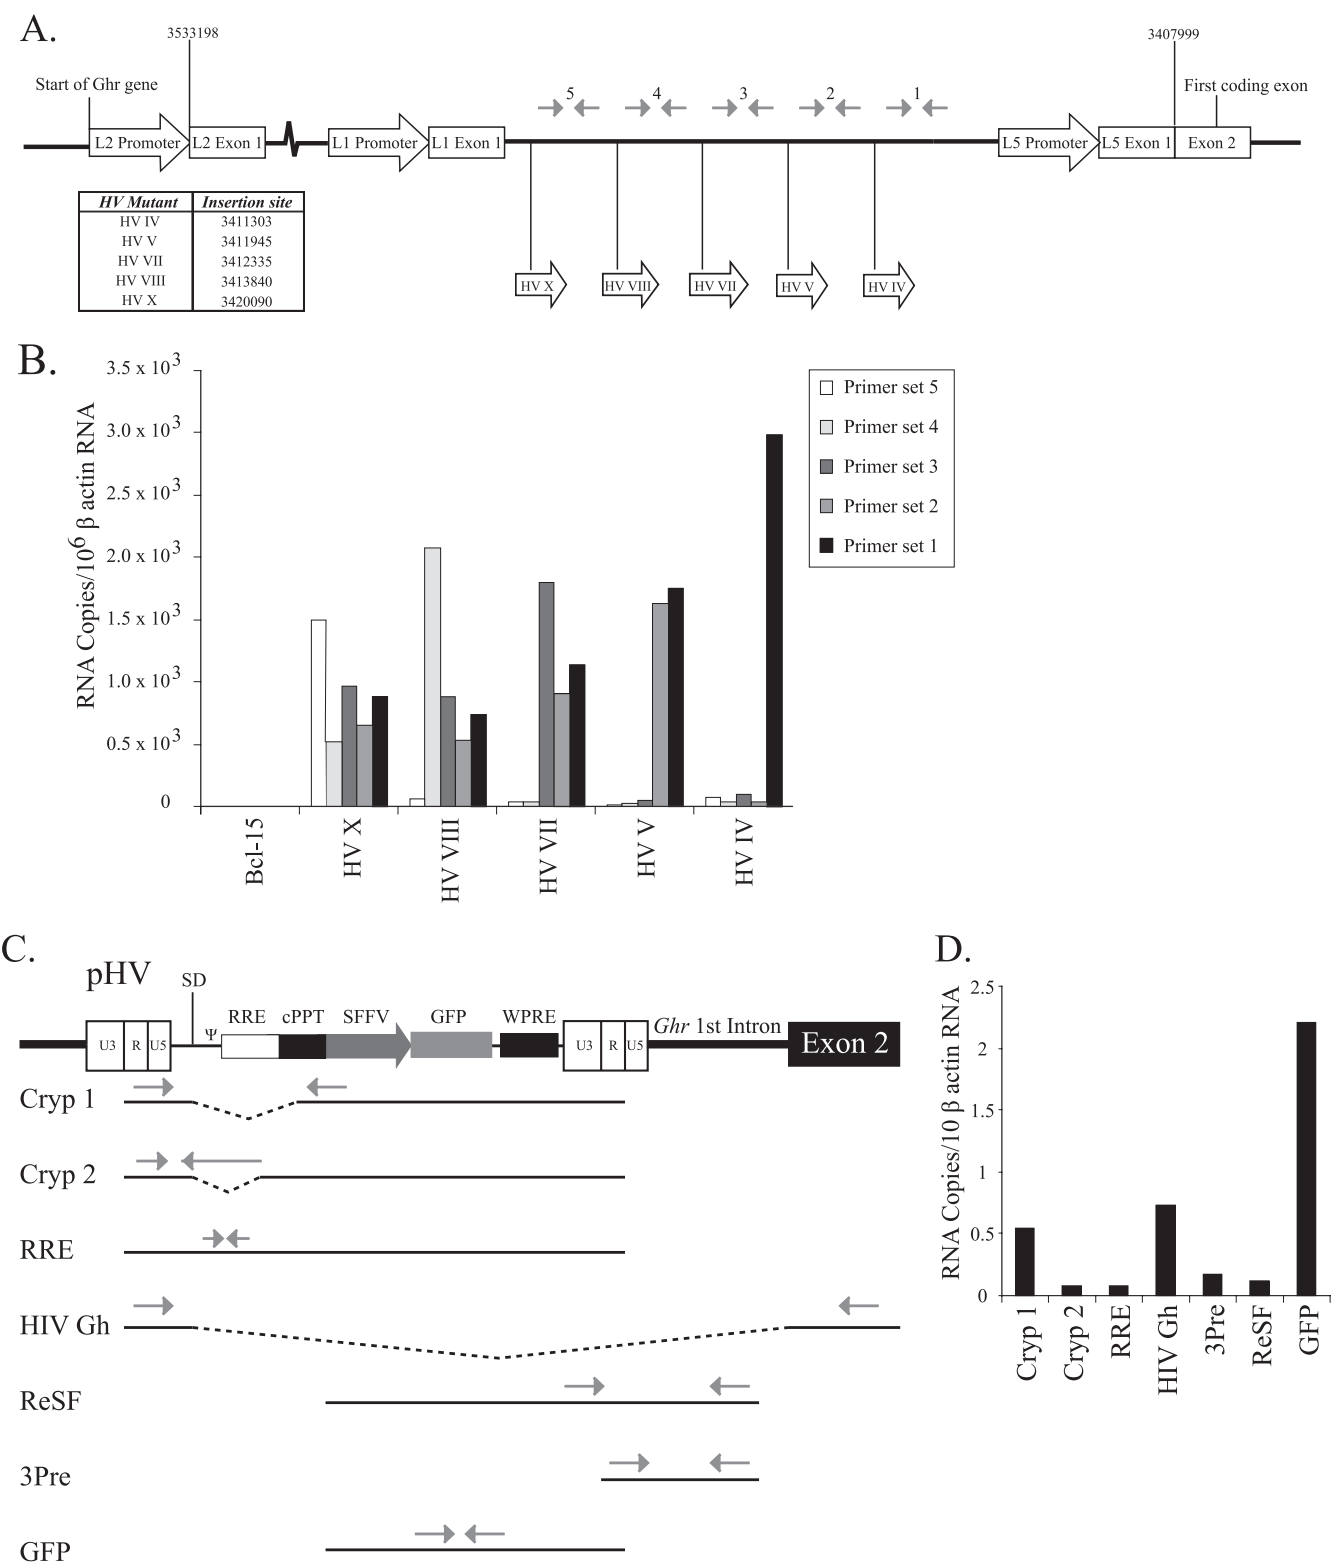 A.
3533198
3407999
Start of Ghr gene
First coding exon
5 4 3 2 1
L2 Promoter L2 Exon 1 L1 Promoter L1 Exon 1 L5 Promoter L5 Exon 1 Exon 2
HV Mutant Insertion site
HV IV 3411303
HV V 3411945
HV VII 3412335
HV VIII 3413840
HV X 3420090
HV X HV VIII HV VII HV V HV IV
B.
RNA Copies/10^6 β actin RNA
3.5 x 10^3
3.0 x 10^3
2.5 x 10^3
2.0 x 10^3
1.5 x 10^3
1.0 x 10^3
0.5 x 10^3
0
Bcl-15
HV X
HV VIII
HV VII
HV V
HV IV
Primer set 5
Primer set 4
Primer set 3
Primer set 2
Primer set 1
C.
pHV
SD
Ψ
RRE cPPT SFFV GFP WPRE
U3 R U5 U3 R U5
Ghr 1st Intron
Exon 2
Cryp 1
Cryp 2
RRE
HIV Gh
ReSF
3Pre
GFP
D.
RNA Copies/10 β actin RNA
2.5
2
1.5
1
0.5
0
Cryp 1
Cryp 2
RRE
HIV Gh
3Pre
ReSF
GFP